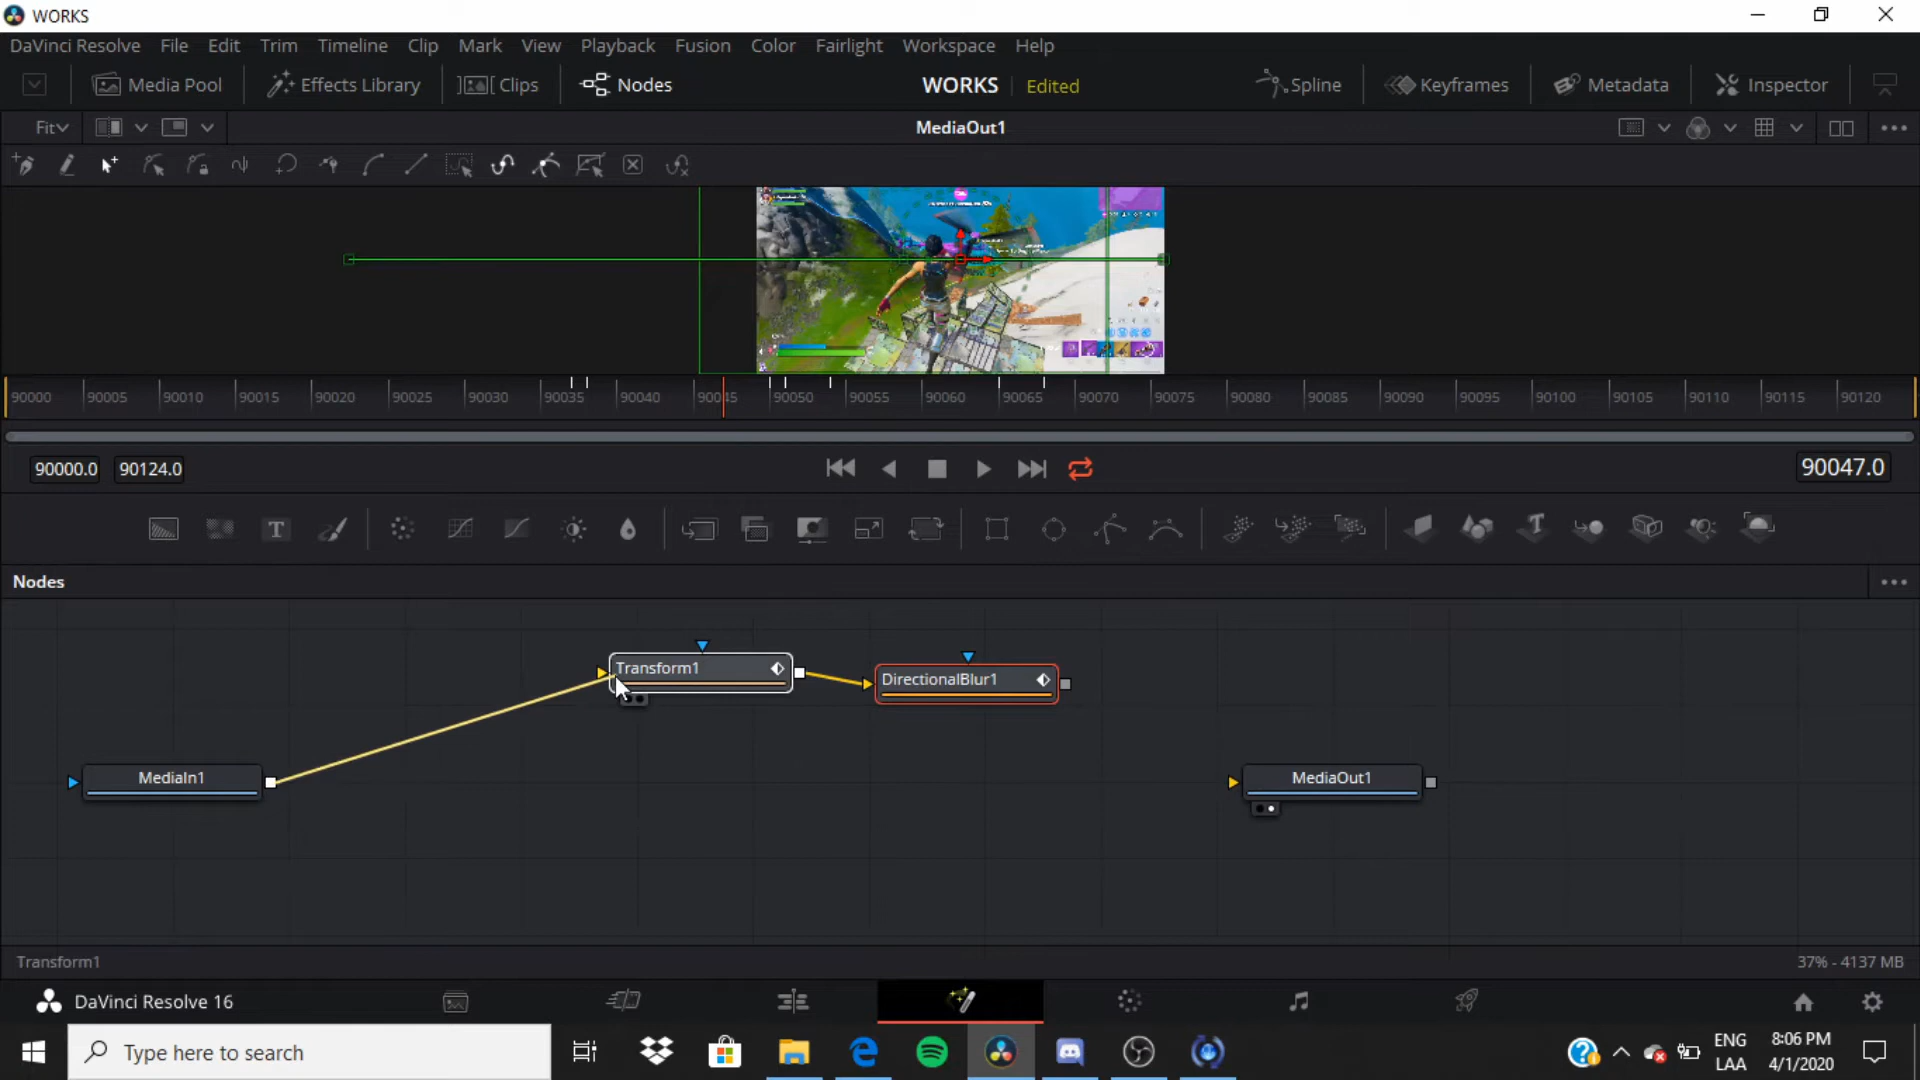 WORKS
DaVinci Resolve File Edit Trim Timeline Clip Mark View Playback Fusion Color Fairlight Workspace Help
Media Pool Effects Library Clips Nodes WORKS Edited Spline Keyframes Metadata Inspector
Fit MediaOut1
90000 90005 90010 90015 90020 90025 90030 90035 90040 90045 90050 90055 90060 90065 90070 90075 90080 90085 90090 90095 90100 90105 90110 90115 90120
90000.0 90124.0 90047.0
T
Nodes
Transform1
DirectionalBlur1
MediaIn1
MediaOut1
Transform1 37% - 4137 MB
DaVinci Resolve 16
Type here to search
ENG 8:06 PM
LAA 4/1/2020